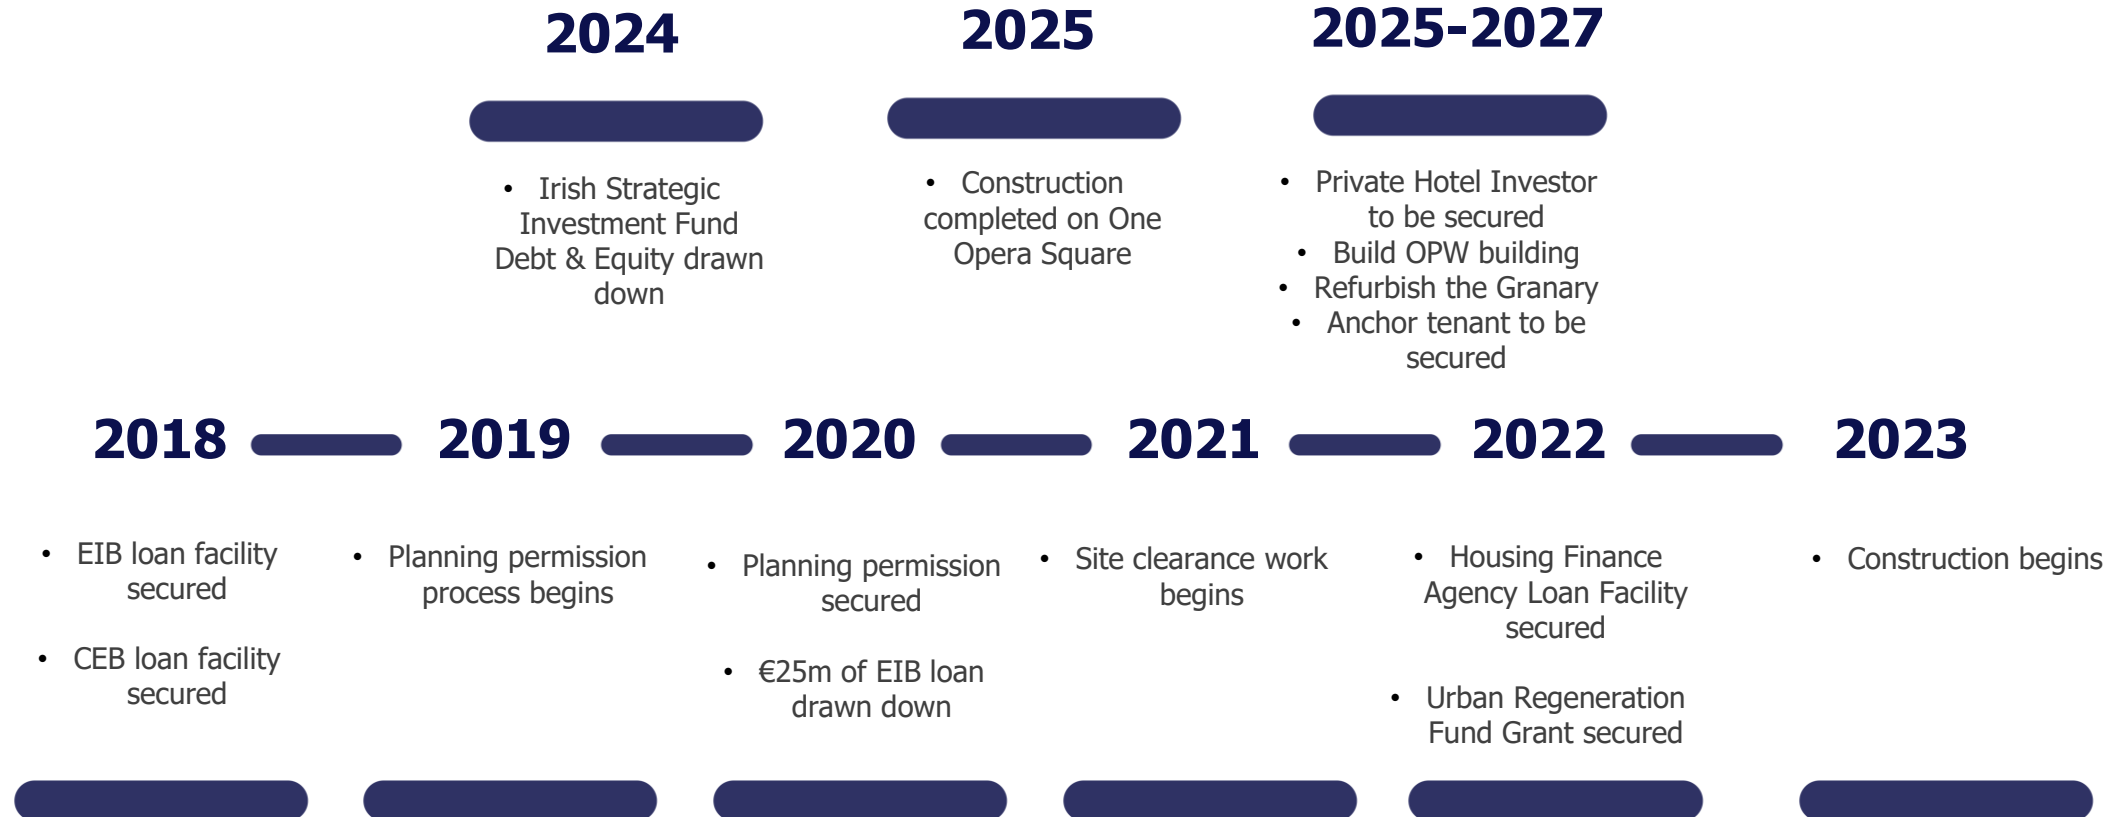 2024
• Irish Strategic
Investment Fund
Debt & Equity drawn
down
2025
• Construction
completed on One
Opera Square
2025-2027
• Private Hotel Investor
to be secured
• Build OPW building
• Refurbish the Granary
• Anchor tenant to be
secured
2018
• EIB loan facility
secured
• CEB loan facility
secured
2019
• Planning permission
process begins
2020
• Planning permission
secured
• €25m of EIB loan
drawn down
2021
• Site clearance work
begins
2022
• Housing Finance
Agency Loan Facility
secured
• Urban Regeneration
Fund Grant secured
2023
• Construction begins